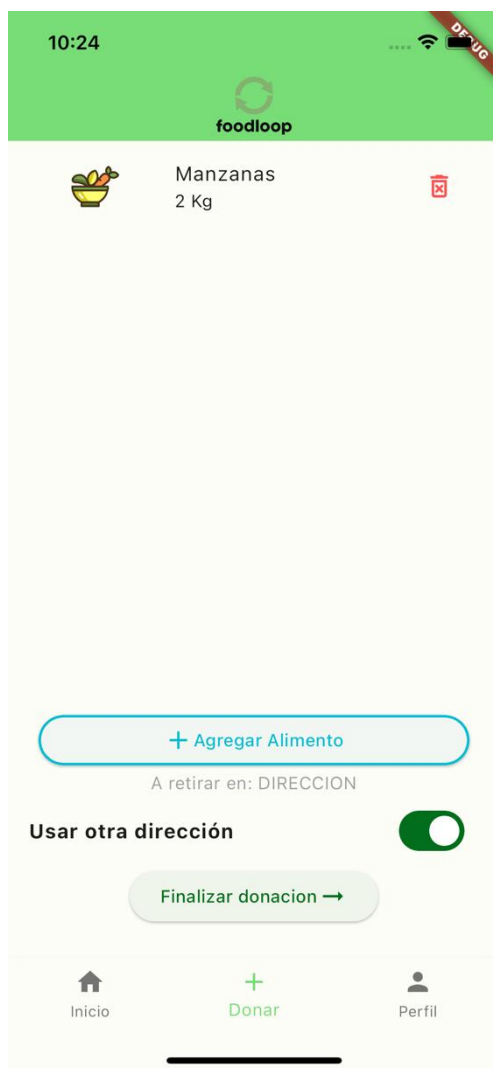 10:24
DEBUG
foodloop
Manzanas
2 Kg
+ Agregar Alimento
A retirar en: DIRECCION
Usar otra dirección
Finalizar donacion →
Inicio
Donar
Perfil